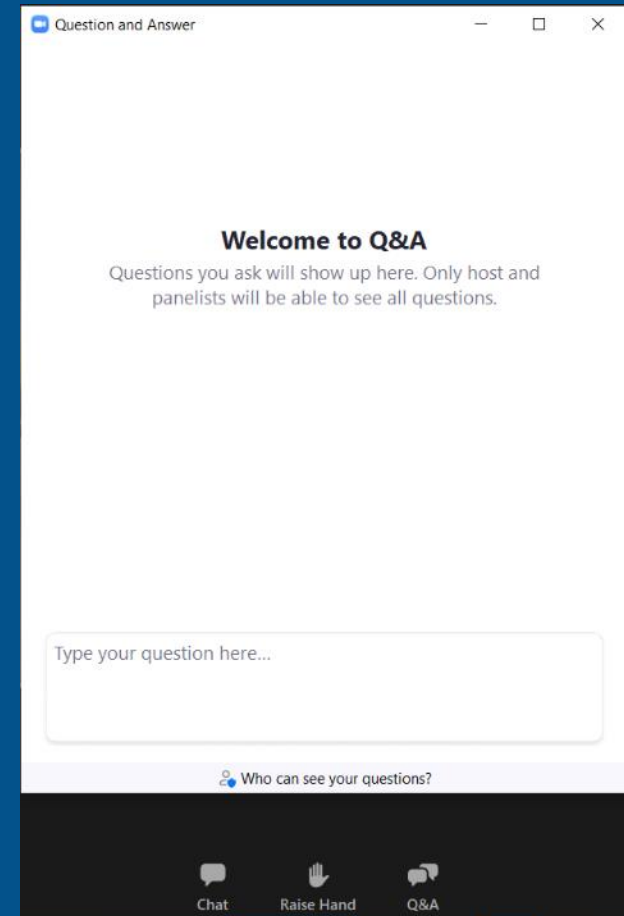 Question and Answer
Welcome to Q&A
Questions you ask will show up here. Only host and
panelists will be able to see all questions.
Type your question here...
Who can see your questions?
Chat Raise Hand Q&A